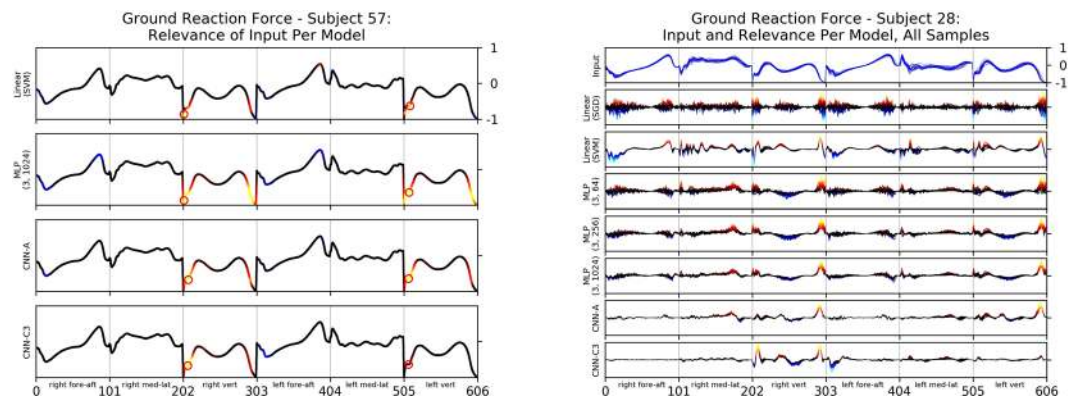 Ground Reaction Force - Subject 57:
Relevance of Input Per Model
Linear
(SVM)
1
0
-1
MLP
(3, 1024)
CNN-A
CNN-C3
right fore-aft right med-lat right vert left fore-aft left med-lat left vert
0 101 202 303 404 505 606
Ground Reaction Force - Subject 28:
Input and Relevance Per Model, All Samples
Input
1
0
-1
Linear
(SGD)
Linear
(SVM)
MLP
(3, 64)
MLP
(3, 256)
MLP
(3, 1024)
CNN-A
CNN-C3
right fore-aft right med-lat right vert left fore-aft left med-lat left vert
0 101 202 303 404 505 606